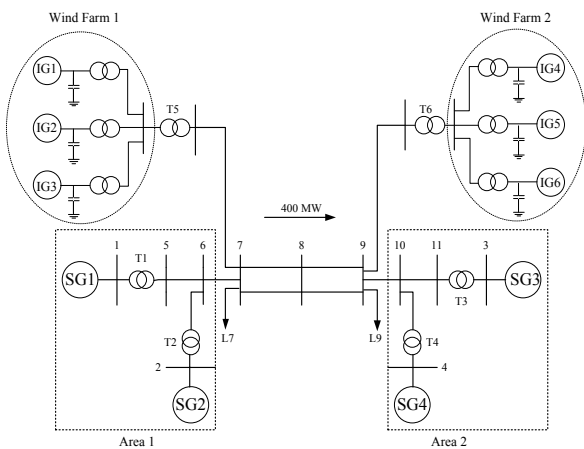 Wind Farm 1
Wind Farm 2
IG1
IG2
IG3
T5
T6
IG4
IG5
IG6
400 MW
1
5
6
7
8
9
10
11
3
SG1
T1
T2
2
SG2
L7
L9
T3
SG3
T4
4
SG4
Area 1
Area 2